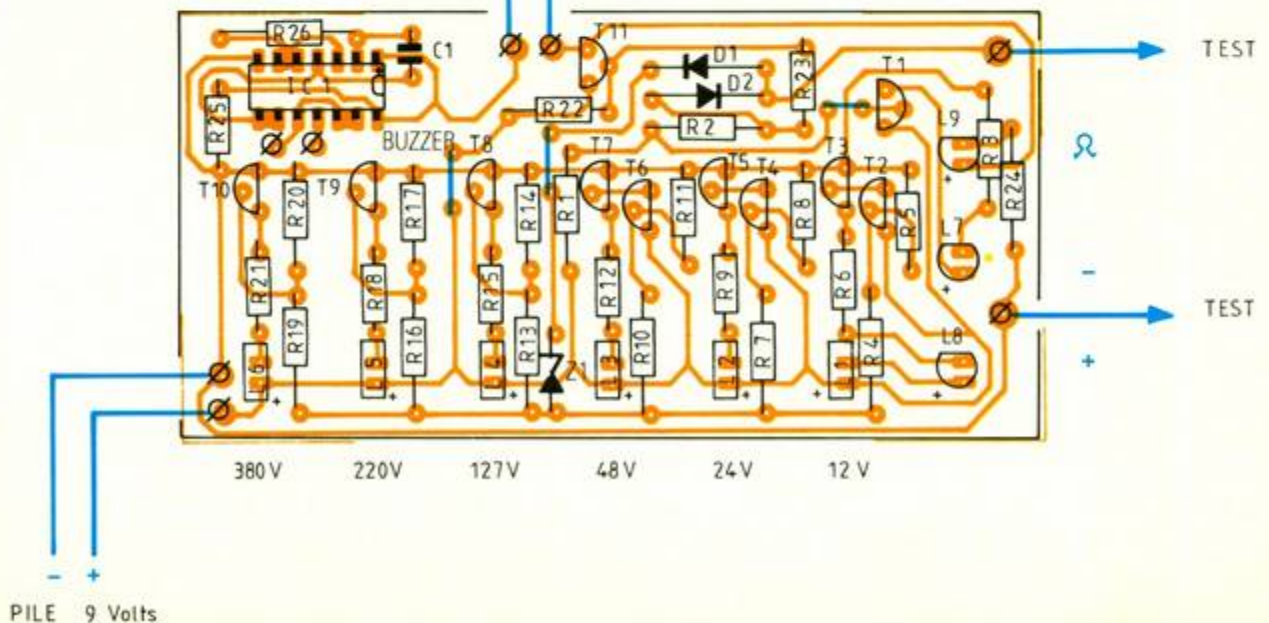 R26
C1
T11
D1
D2
R23
T1
TEST
IC1
R25
R22
R2
L9
R3
Ω
BUZZER
T8
T7
T6
T5
T4
T3
T2
R24
T10
R20
T9
R17
R14
R1
R11
R8
R5
L7
R21
R18
R15
R12
R9
R6
−
+
TEST
R19
R16
R13
R10
R7
R4
L8
+
L6
L5
L4
Z1
L3
L2
L1
+
+
+
+
+
+
+
+
380V
220V
127V
48V
24V
12V
− +
PILE 9 Volts